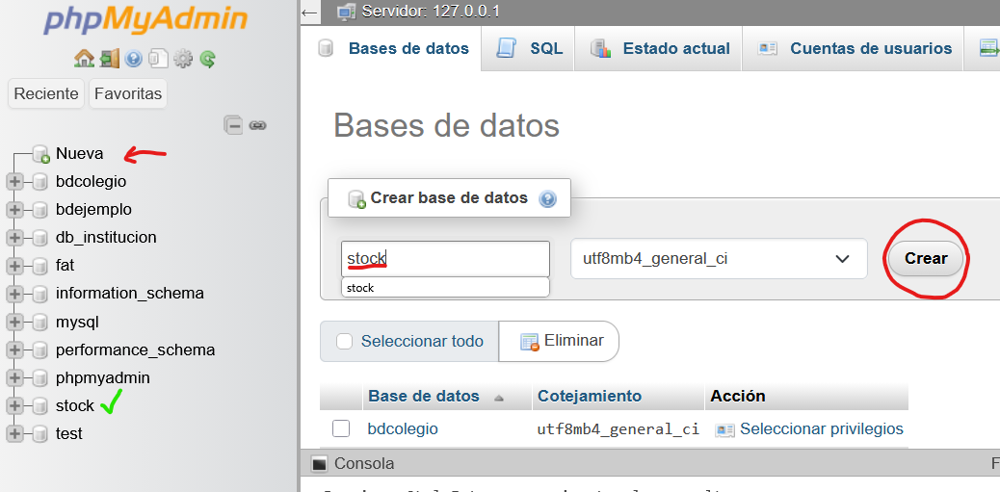 phpMyAdmin
Reciente Favoritas
Nueva
bdcolegio
bdejemplo
db_institucion
fat
information_schema
mysql
performance_schema
phpmyadmin
stock
test
Servidor: 127.0.0.1
Bases de datos SQL Estado actual Cuentas de usuarios
Bases de datos
Crear base de datos
stock utf8mb4_general_ci Crear
stock
Seleccionar todo Eliminar
Base de datos Cotejamiento Acción
bdcolegio utf8mb4_general_ci Seleccionar privilegios
Consola F